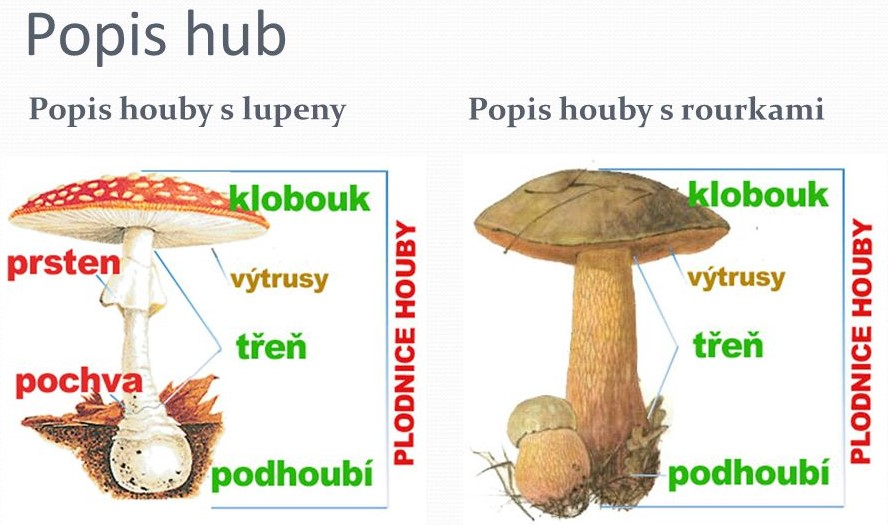 Popis hub
Popis houby s lupeny
klobouk
prsten
výtrusy
třeň
pochva
podhoubí
PLODNICE HOUBY
Popis houby s rourkami
klobouk
výtrusy
třeň
podhoubí
PLODNICE HOUBY